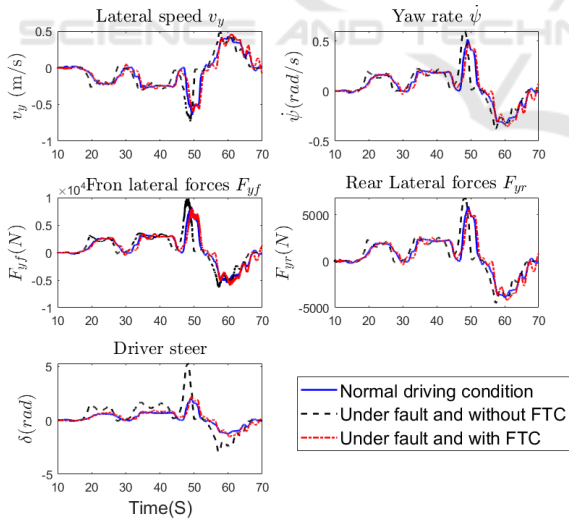 SCIENCE AND TECHN
Lateral speed v_y
Yaw rate ψ̇
0.5
0
-0.5
-1
v_y (m/s)
10 20 30 40 50 60 70
0.5
0
-0.5
ψ̇(rad/s)
10 20 30 40 50 60 70
×10⁴
Fron lateral forces F_yf
Rear Lateral forces F_yr
1
0.5
0
-0.5
-1
F_yf(N)
10 20 30 40 50 60 70
5000
0
-5000
F_yr(N)
10 20 30 40 50 60 70
Driver steer
5
0
-5
δ(rad)
10 20 30 40 50 60 70
Time(S)
Normal driving condition
Under fault and without FTC
Under fault and with FTC